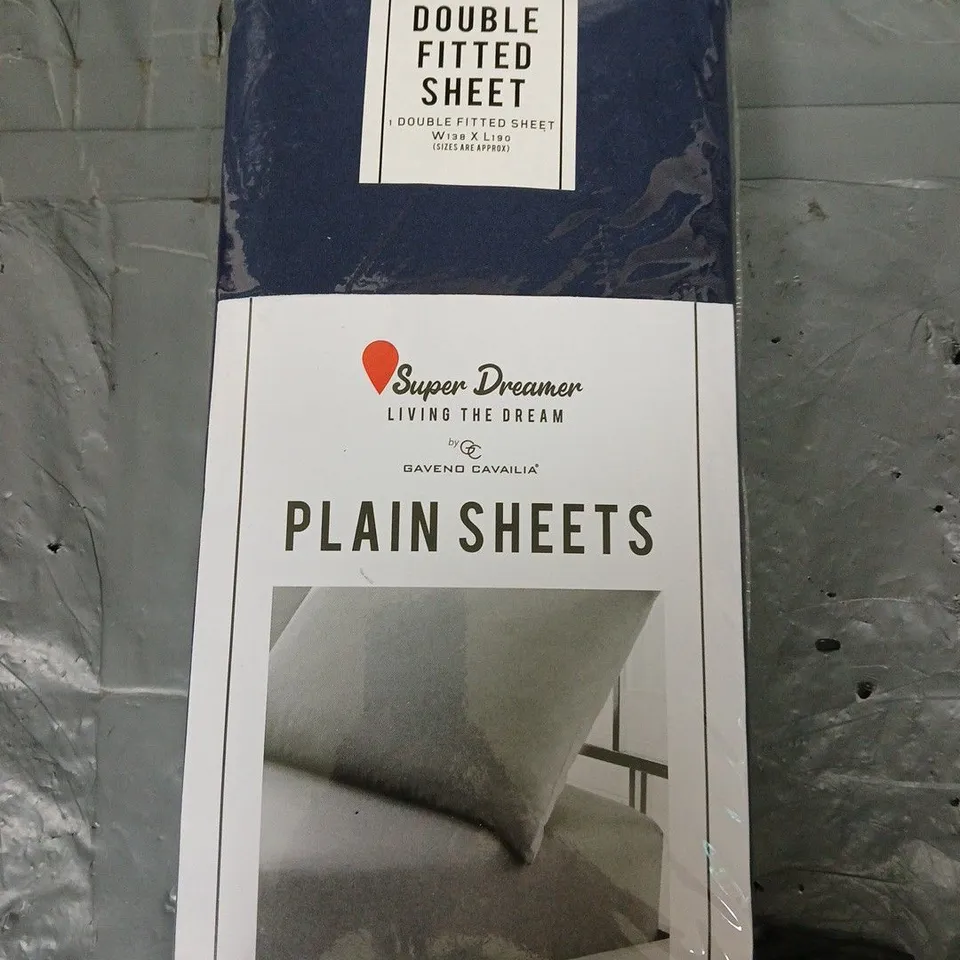 DOUBLE
FITTED
SHEET
1 DOUBLE FITTED SHEET
W138 X L190
(SIZES ARE APPROX)
Super Dreamer
LIVING THE DREAM
by GC
GAVENO CAVAILIA®
PLAIN SHEETS